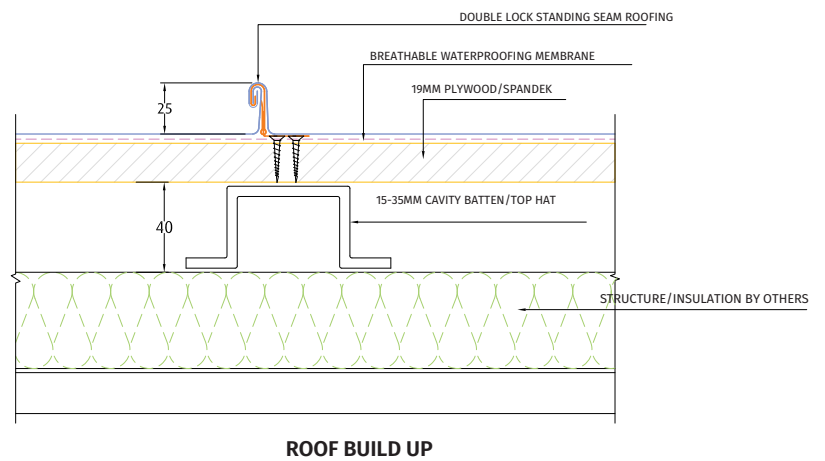 DOUBLE LOCK STANDING SEAM ROOFING
BREATHABLE WATERPROOFING MEMBRANE
19MM PLYWOOD/SPANDEK
25
15-35MM CAVITY BATTEN/TOP HAT
40
STRUCTURE/INSULATION BY OTHERS
ROOF BUILD UP